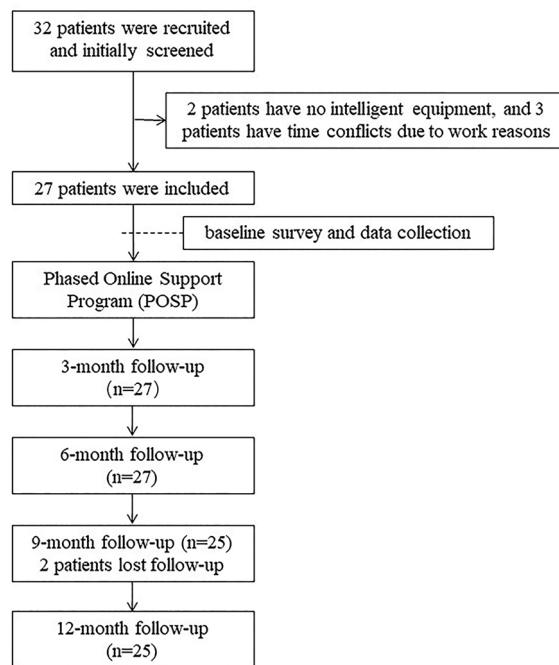 32 patients were recruited
and initially screened
2 patients have no intelligent equipment, and 3
patients have time conflicts due to work reasons
27 patients were included
baseline survey and data collection
Phased Online Support
Program (POSP)
3-month follow-up
(n=27)
6-month follow-up
(n=27)
9-month follow-up (n=25)
2 patients lost follow-up
12-month follow-up
(n=25)